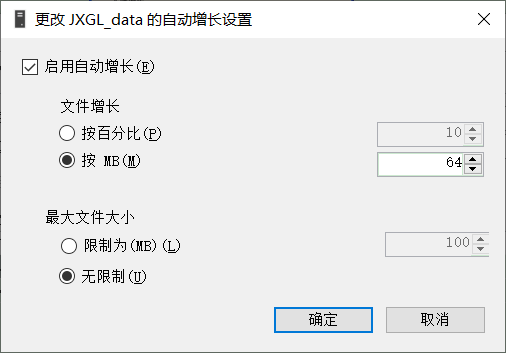 更改 JXGL_data 的自动增长设置
启用自动增长(E)
文件增长
按百分比(P)
10
按 MB(M)
64
最大文件大小
限制为(MB)(L)
100
无限制(U)
确定
取消